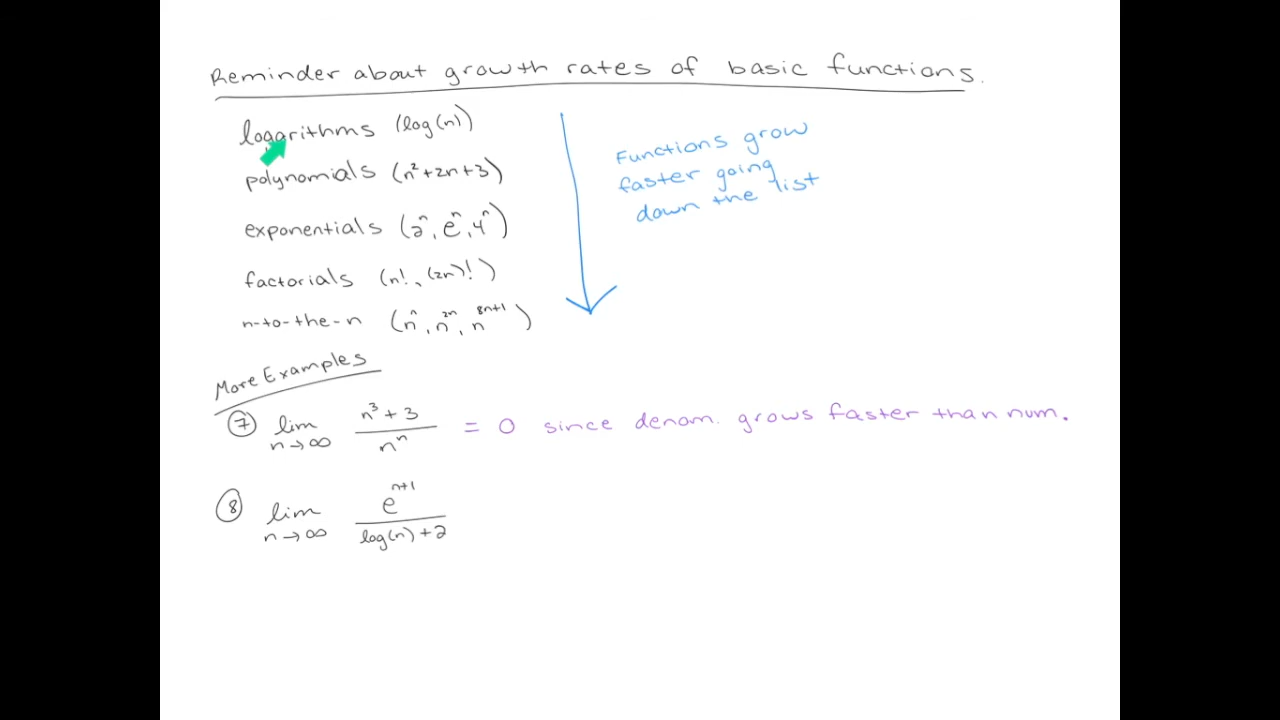 Reminder about growth rates of basic functions.
logarithms (log(n))
polynomials (n²+2n+3)
exponentials (2ⁿ, eⁿ, 4ⁿ)
factorials (n!, (2n)!)
n-to-the-n (nⁿ, n²ⁿ, n⁸ⁿ⁺¹)
Functions grow
faster going
down the list
More Examples
⑦ lim n→∞ (n³+3)/(nⁿ) = 0 since denom. grows faster than num.
⑧ lim n→∞ (eⁿ⁺¹)/(log(n)+2)